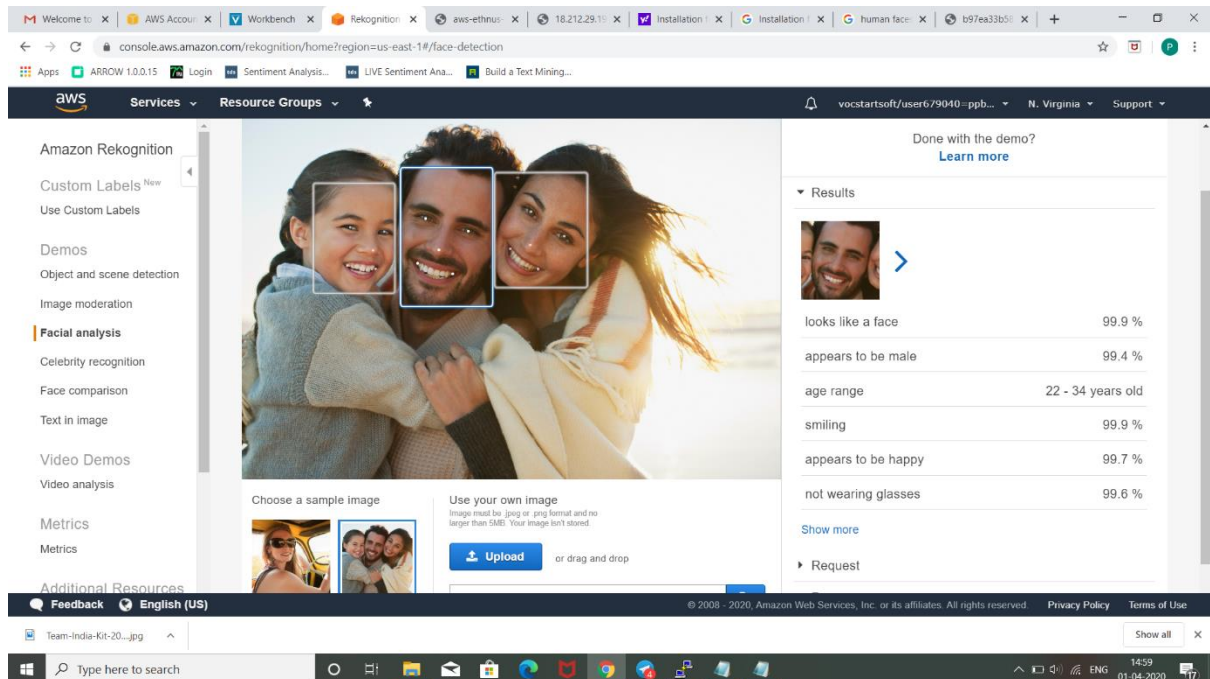 Welcome to
AWS Accoun
Workbench
Rekognition
aws-ethnus-
18.212.29.19
Installation
Installation
human face
b97ea33b5
console.aws.amazon.com/rekognition/home?region=us-east-1#/face-detection
Apps
ARROW 1.0.0.15
Login
Sentiment Analysis...
LIVE Sentiment Ana...
Build a Text Mining...
aws
Services
Resource Groups
vocstartsoft/user679040=ppb...
N. Virginia
Support
Amazon Rekognition
Custom Labels New
Use Custom Labels
Demos
Object and scene detection
Image moderation
Facial analysis
Celebrity recognition
Face comparison
Text in image
Video Demos
Video analysis
Metrics
Metrics
Additional Resources
Choose a sample image
Use your own image
Image must be .jpeg or .png format and no
larger than 5MB. Your image isn't stored.
Upload
or drag and drop
Done with the demo?
Learn more
Results
looks like a face 99.9 %
appears to be male 99.4 %
age range 22 - 34 years old
smiling 99.9 %
appears to be happy 99.7 %
not wearing glasses 99.6 %
Show more
Request
Feedback
English (US)
© 2008 - 2020, Amazon Web Services, Inc. or its affiliates. All rights reserved.
Privacy Policy
Terms of Use
Team-India-Kit-20....jpg
Show all
Type here to search
ENG
14:59
01-04-2020